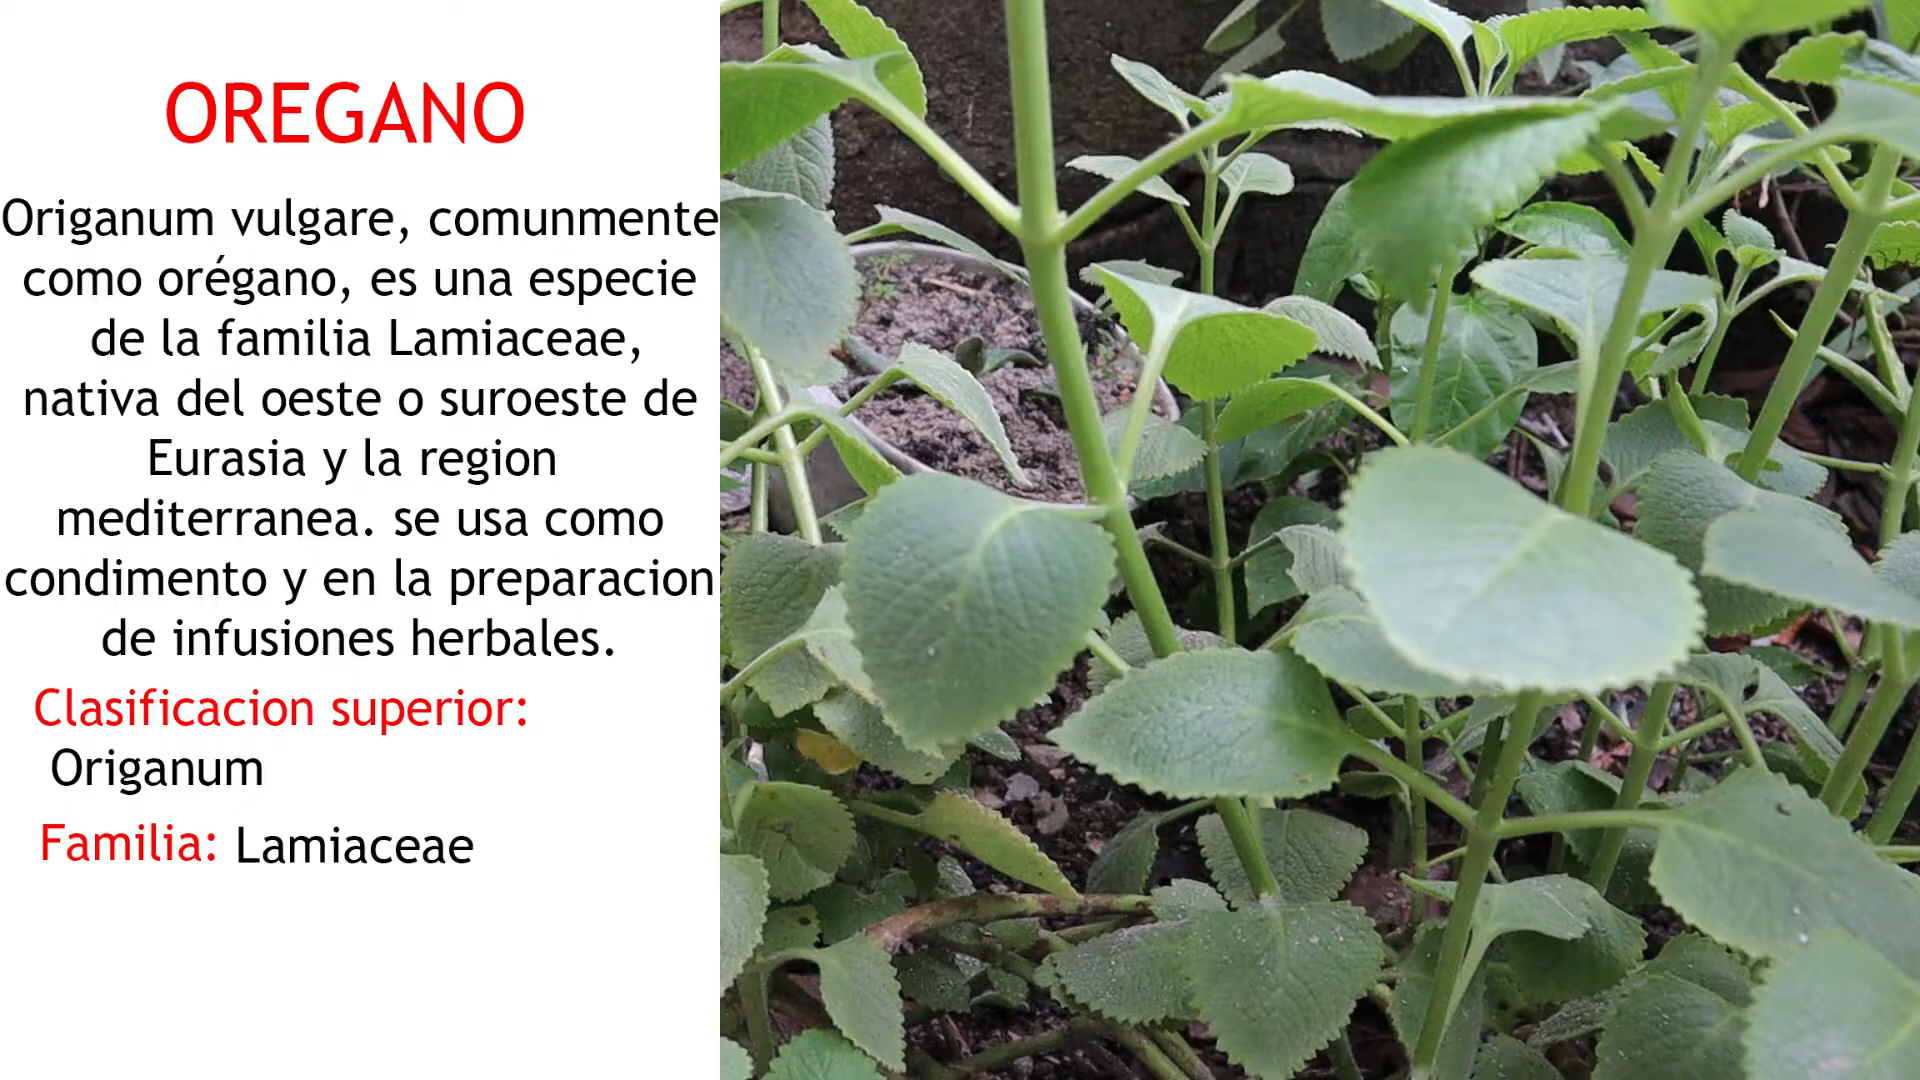 OREGANO
Origanum vulgare, comunmente
como orégano, es una especie
de la familia Lamiaceae,
nativa del oeste o suroeste de
Eurasia y la region
mediterranea. se usa como
condimento y en la preparacion
de infusiones herbales.
Clasificacion superior:
Origanum
Familia: Lamiaceae